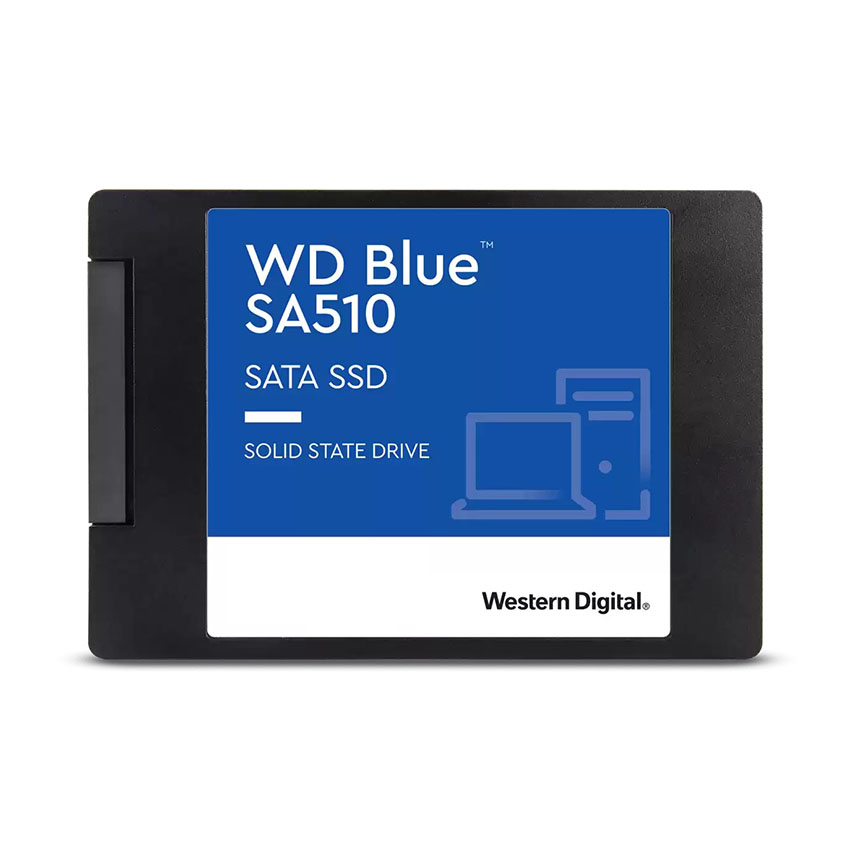 WD Blue™
SA510
SATA SSD
SOLID STATE DRIVE
Western Digital®